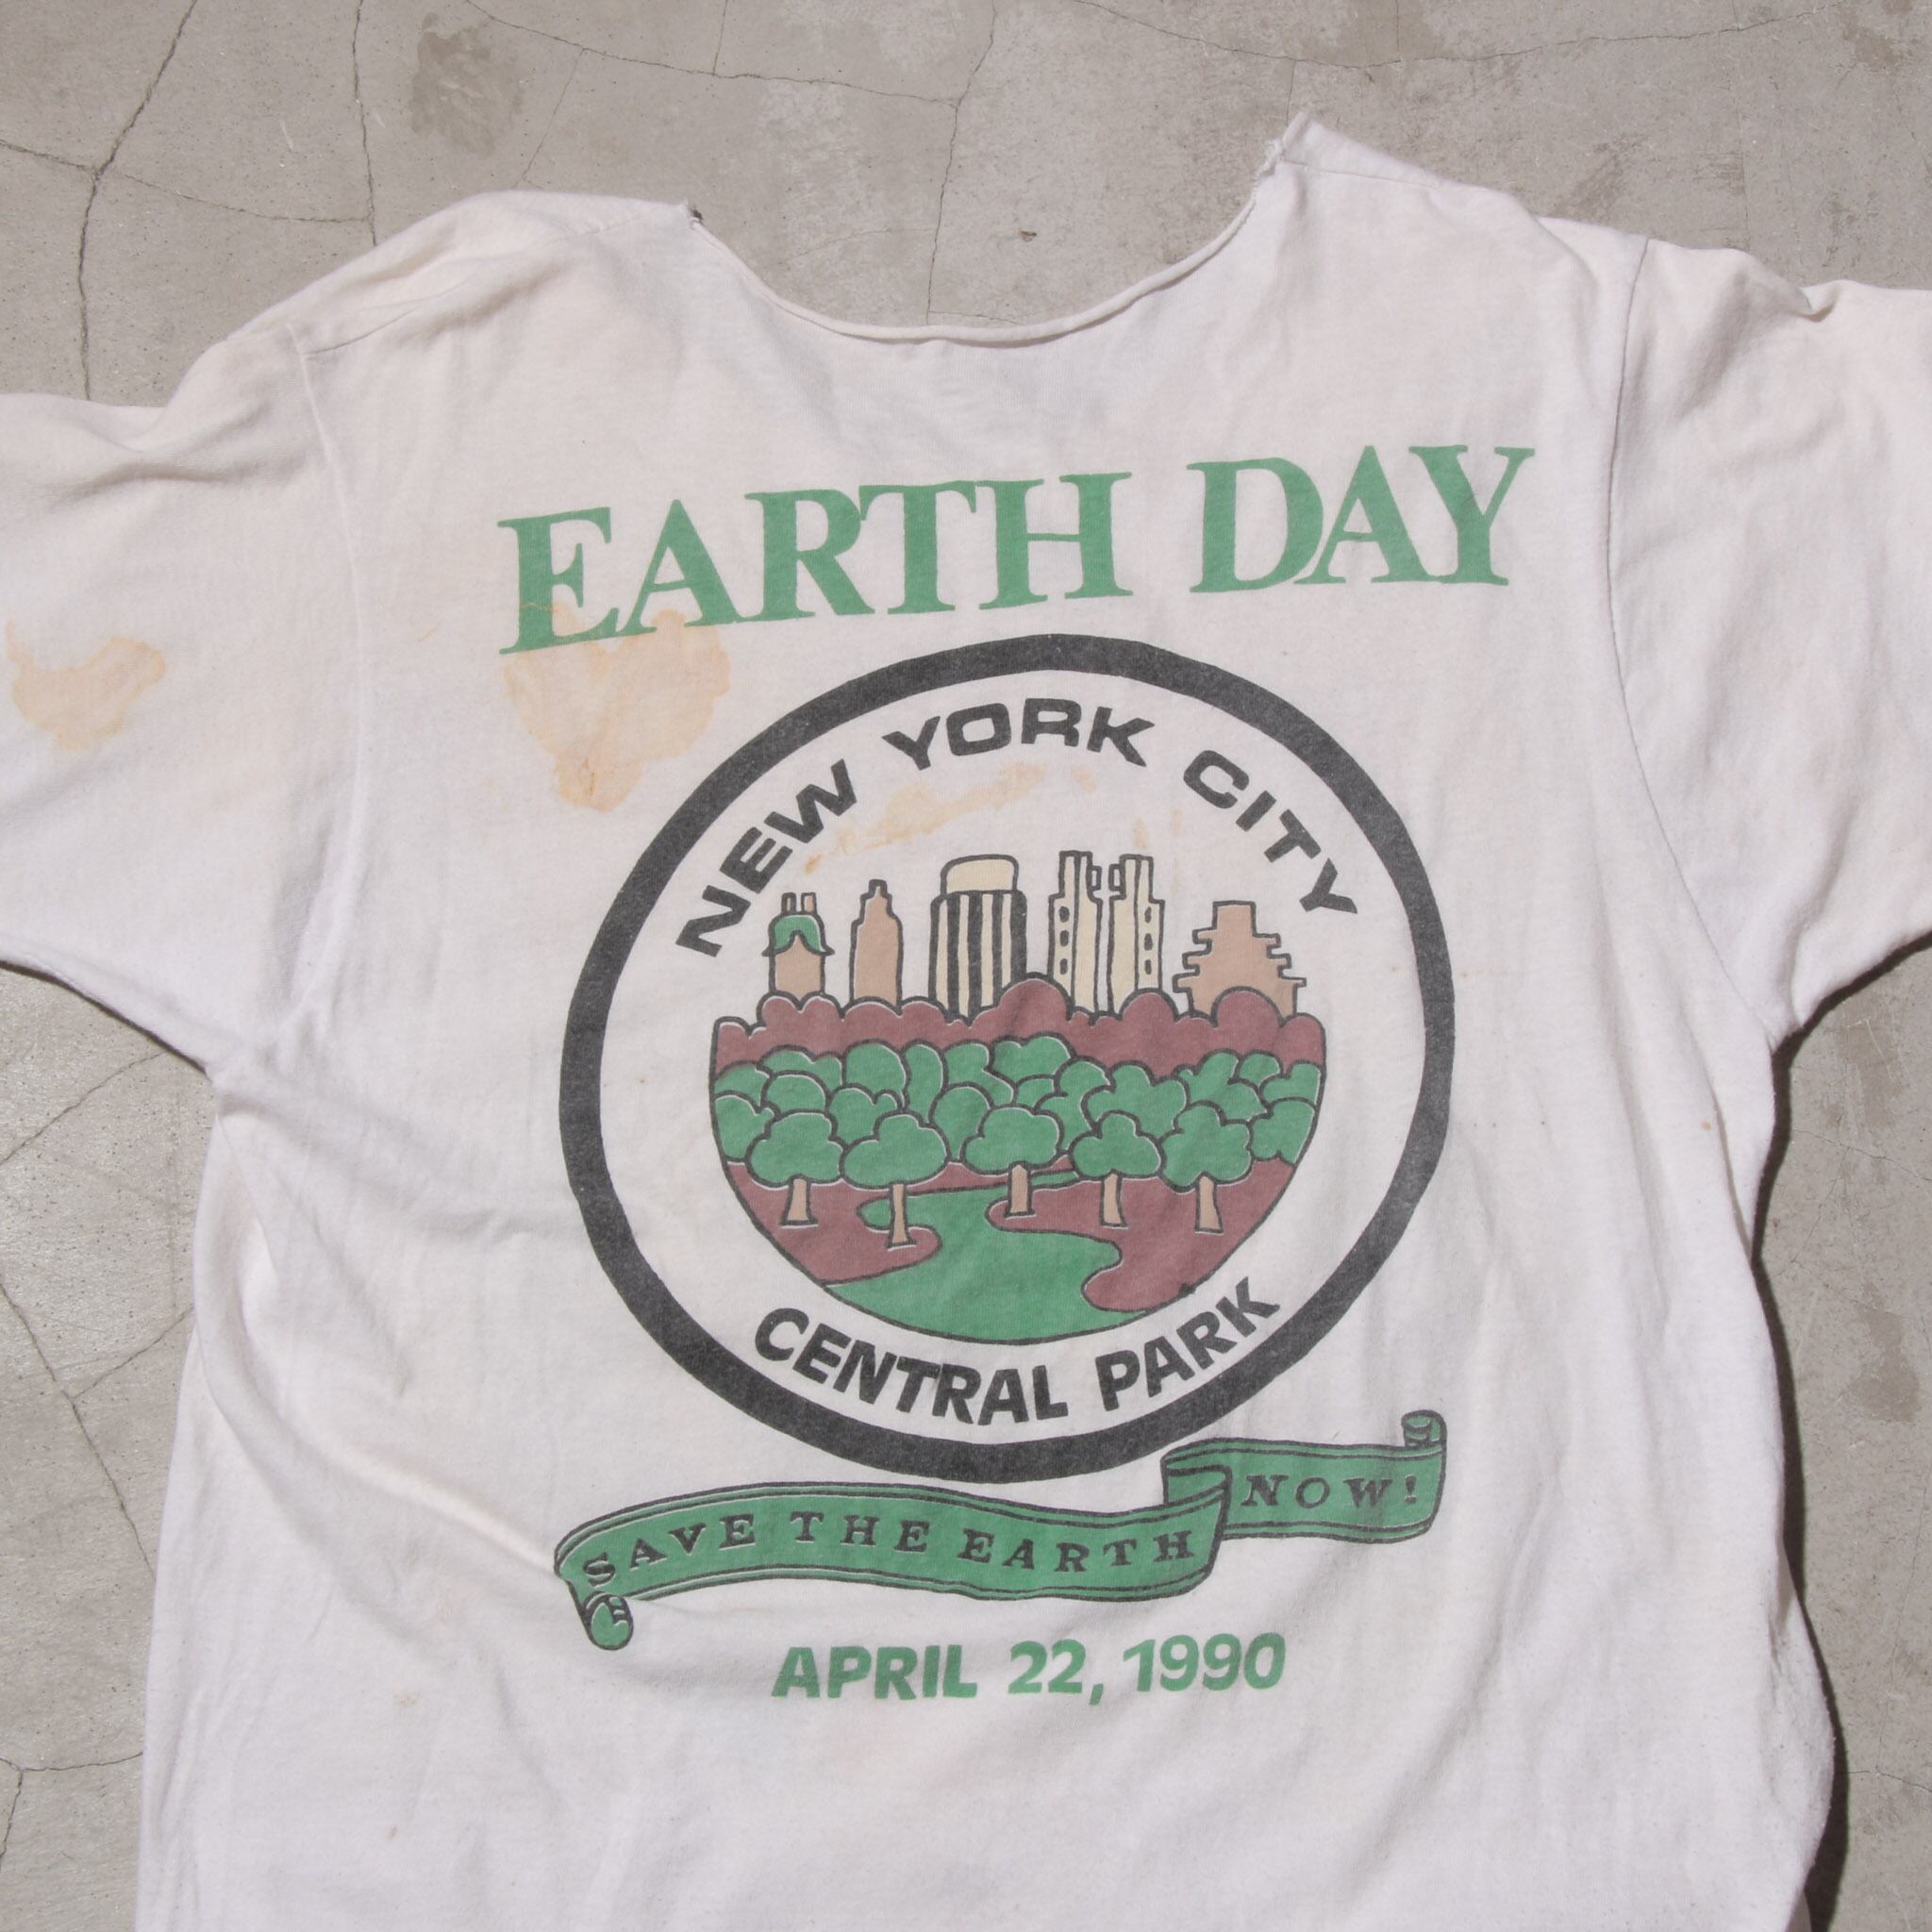 EARTH DAY
NEW YORK CITY
CENTRAL PARK
SAVE THE EARTH NOW!
APRIL 22, 1990